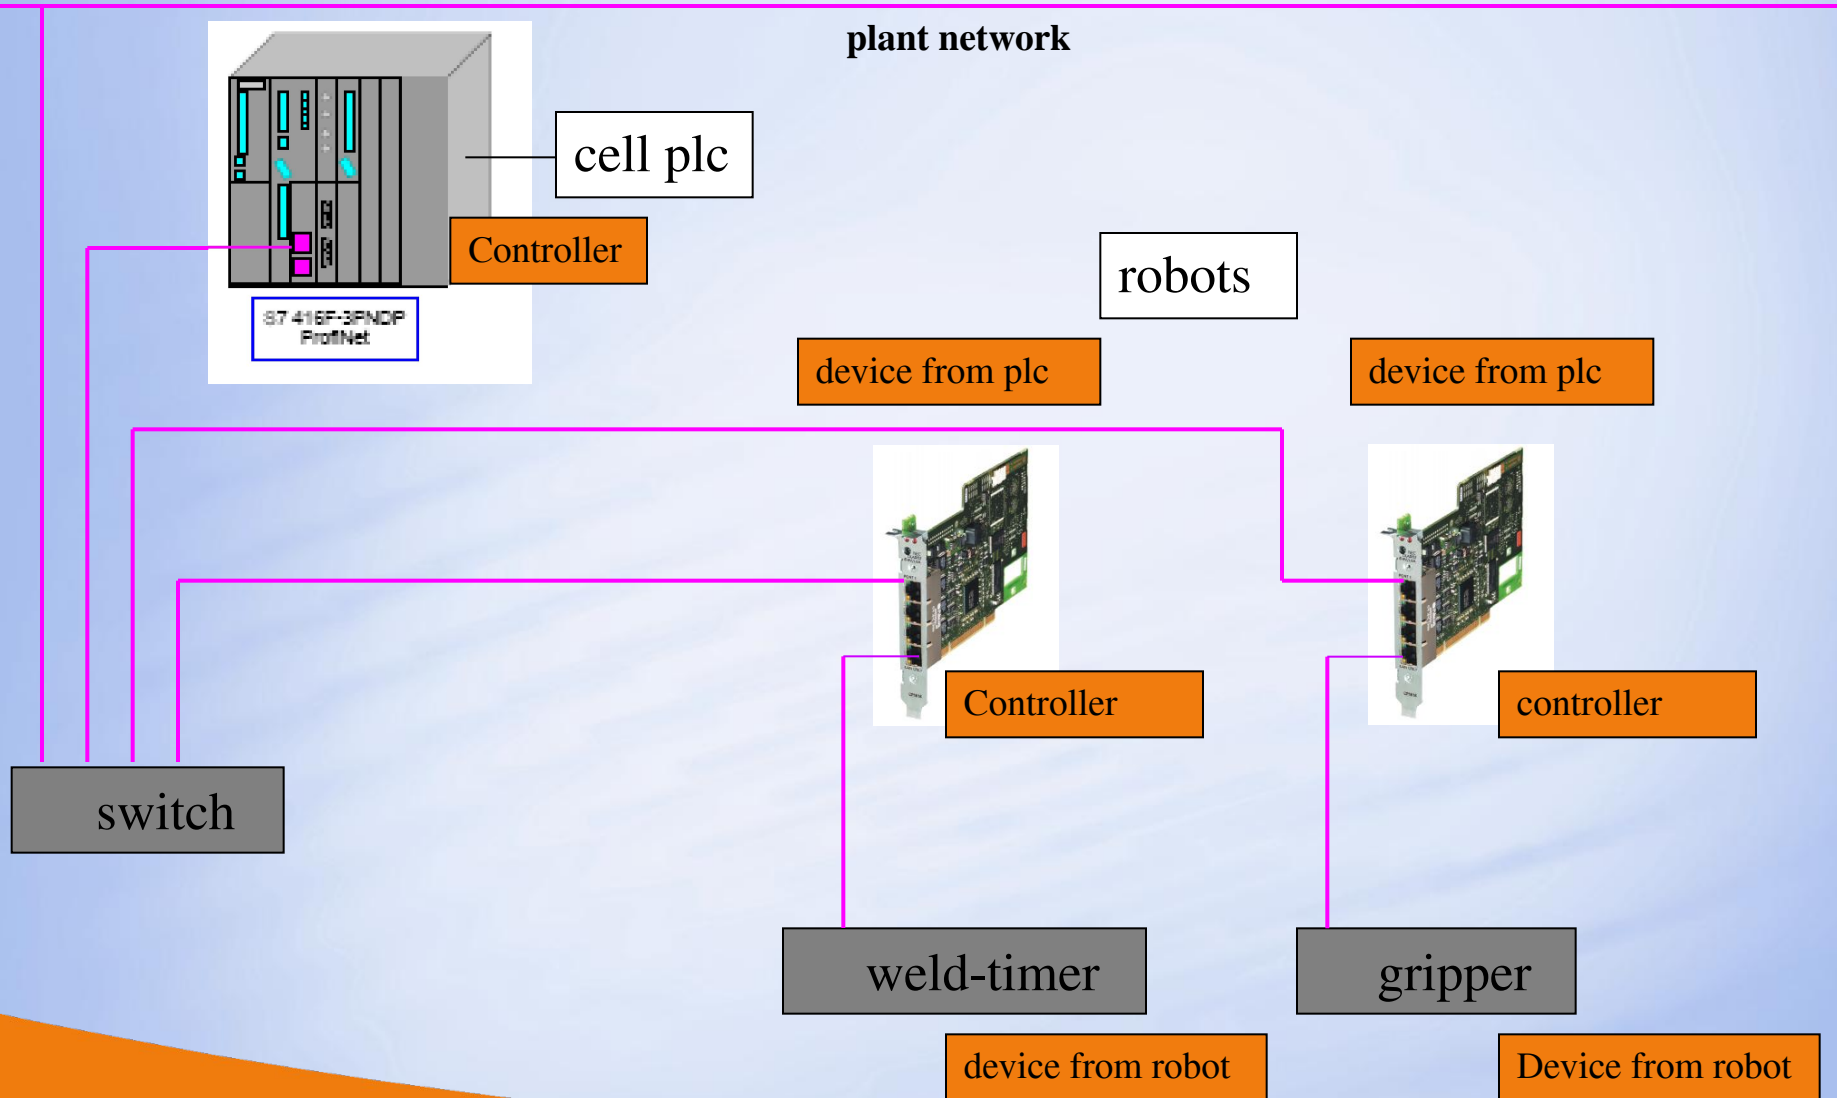 plant network
cell plc
Controller
S7 416F-3PNDP
ProfiNet
robots
device from plc
device from plc
Controller
controller
switch
weld-timer
gripper
device from robot
Device from robot